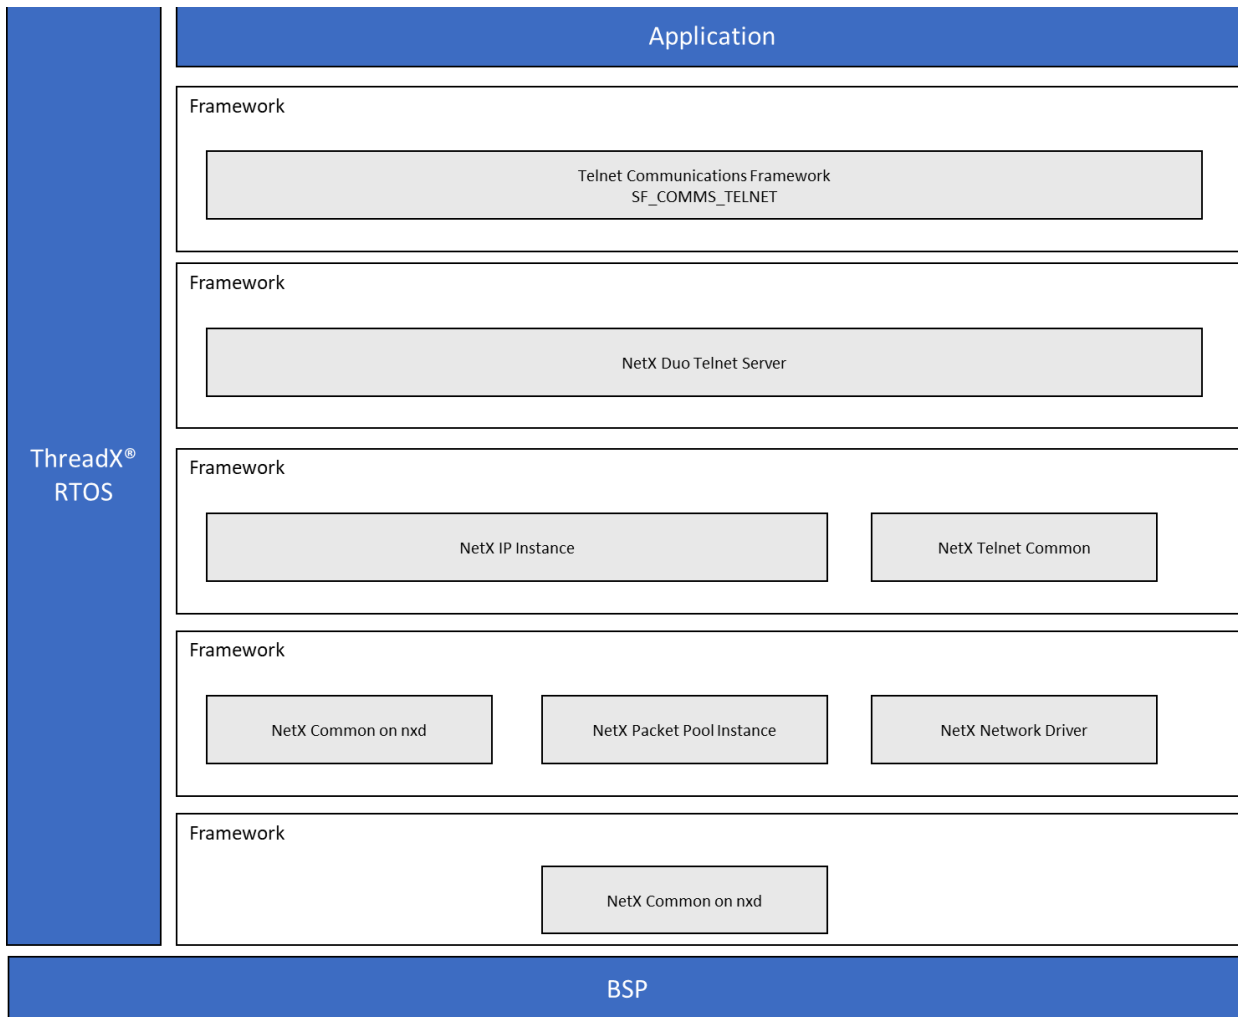 Application
Framework
Telnet Communications Framework
SF_COMMS_TELNET
Framework
NetX Duo Telnet Server
ThreadX®
RTOS
Framework
NetX IP Instance
NetX Telnet Common
Framework
NetX Common on nxd
NetX Packet Pool Instance
NetX Network Driver
Framework
NetX Common on nxd
BSP